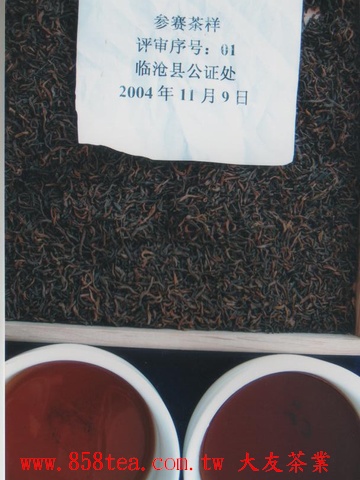 参赛茶样
评审序号：01
临沧县公证处
2004年11月9日
www.858tea.com.tw 大友茶業